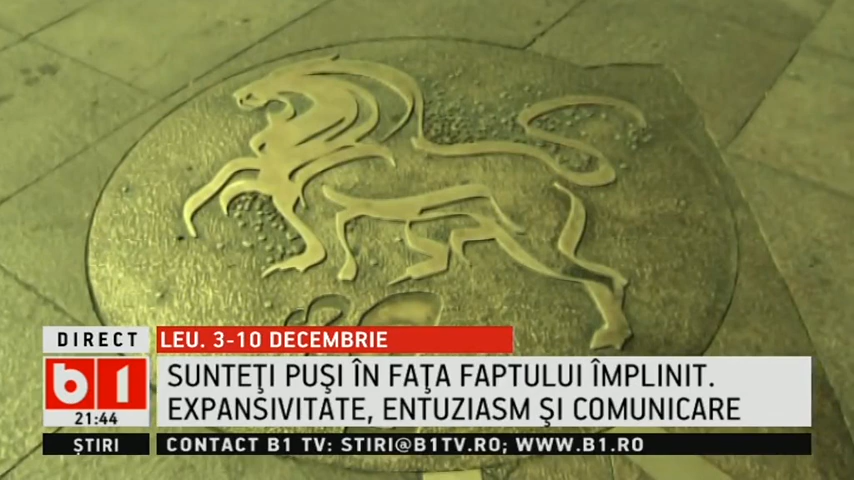 DIRECT
LEU. 3-10 DECEMBRIE
b1
21:44
SUNTEŢI PUŞI ÎN FAŢA FAPTULUI ÎMPLINIT.
EXPANSIVITATE, ENTUZIASM ŞI COMUNICARE
ȘTIRI
CONTACT B1 TV: STIRI@B1TV.RO; WWW.B1.RO